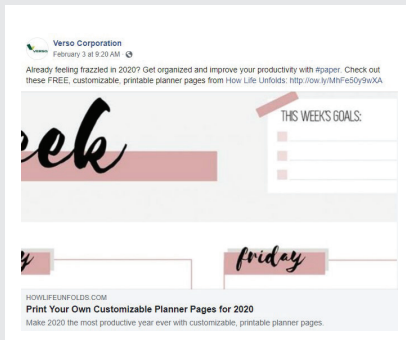 VERSO
Verso Corporation
February 3 at 9:20 AM ·
Already feeling frazzled in 2020? Get organized and improve your productivity with #paper. Check out
these FREE, customizable, printable planner pages from How Life Unfolds: http://ow.ly/MhFe50y9wXA
THIS WEEK'S GOALS:
eek
y
friday
HOWLIFEUNFOLDS.COM
Print Your Own Customizable Planner Pages for 2020
Make 2020 the most productive year ever with customizable, printable planner pages.